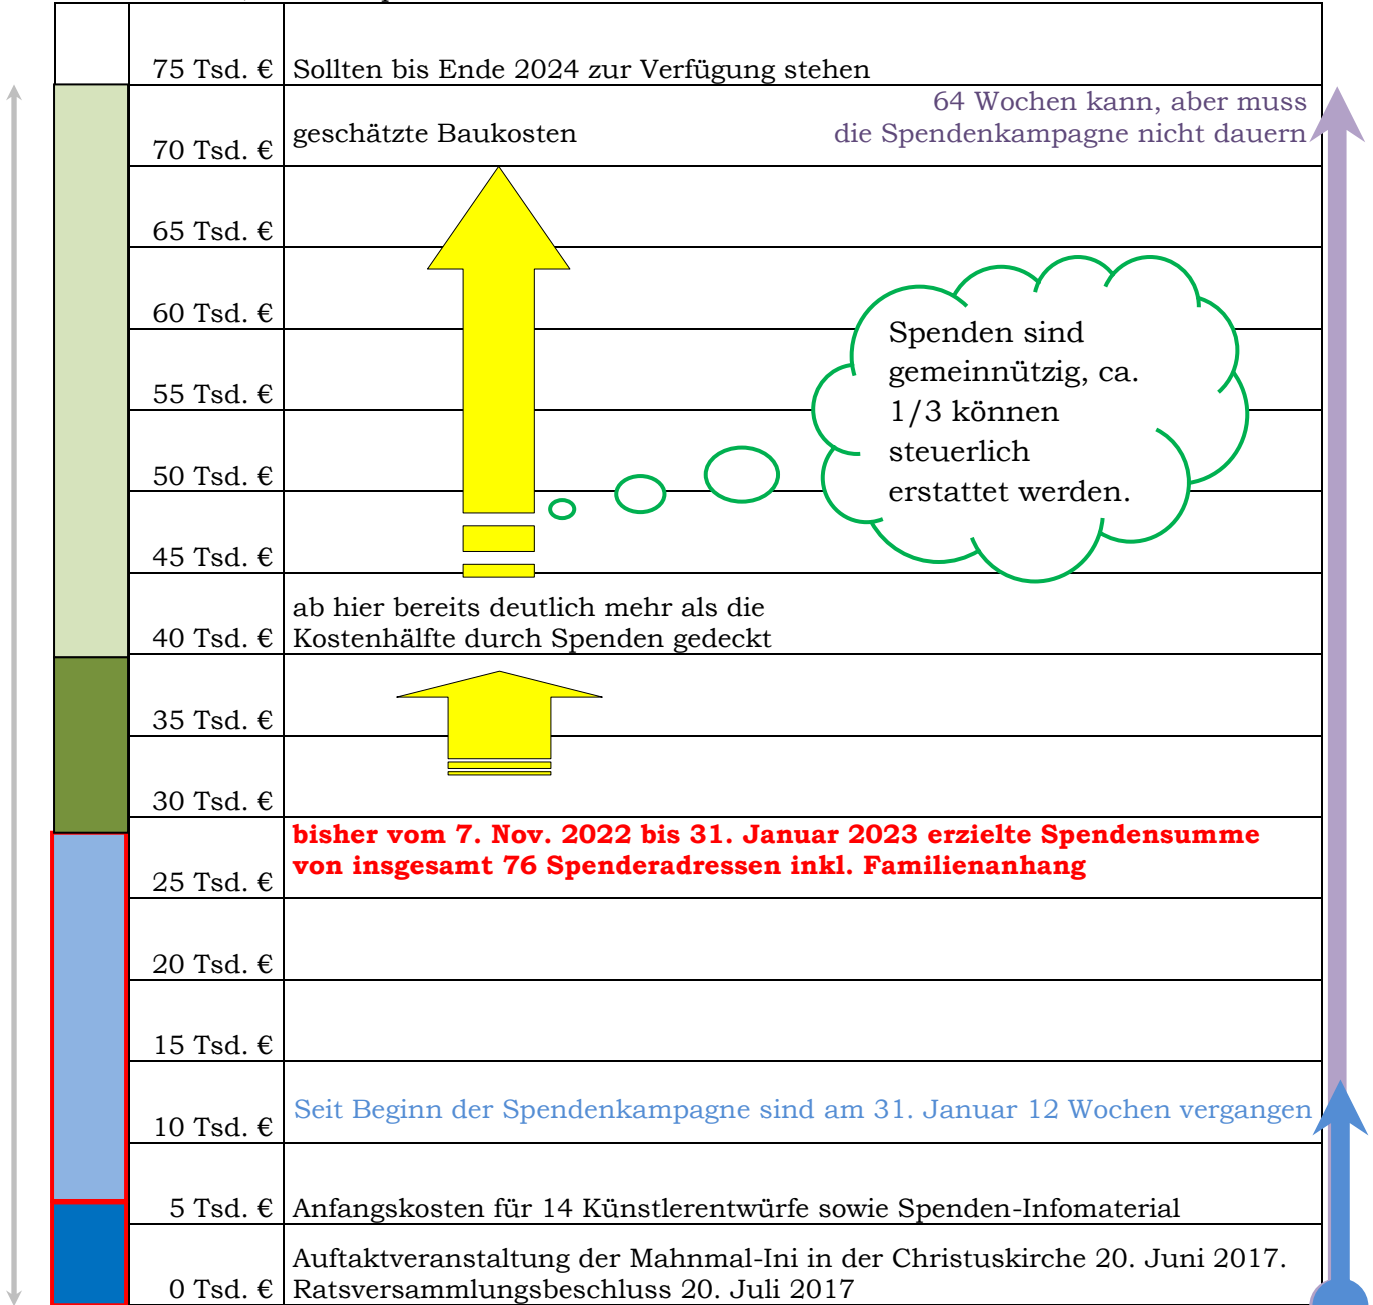 75 Tsd. € Sollten bis Ende 2024 zur Verfügung stehen
64 Wochen kann, aber muss
die Spendenkampagne nicht dauern
70 Tsd. € geschätzte Baukosten
65 Tsd. €
60 Tsd. €
Spenden sind
gemeinnützig, ca.
1/3 können
steuerlich
erstattet werden.
55 Tsd. €
50 Tsd. €
45 Tsd. €
ab hier bereits deutlich mehr als die
40 Tsd. € Kostenhälfte durch Spenden gedeckt
35 Tsd. €
30 Tsd. €
bisher vom 7. Nov. 2022 bis 31. Januar 2023 erzielte Spendensumme
von insgesamt 76 Spenderadressen inkl. Familienanhang
25 Tsd. €
20 Tsd. €
15 Tsd. €
Seit Beginn der Spendenkampagne sind am 31. Januar 12 Wochen vergangen
10 Tsd. €
5 Tsd. € Anfangskosten für 14 Künstlerentwürfe sowie Spenden-Infomaterial
Auftaktveranstaltung der Mahnmal-Ini in der Christuskirche 20. Juni 2017.
0 Tsd. € Ratsversammlungsbeschluss 20. Juli 2017